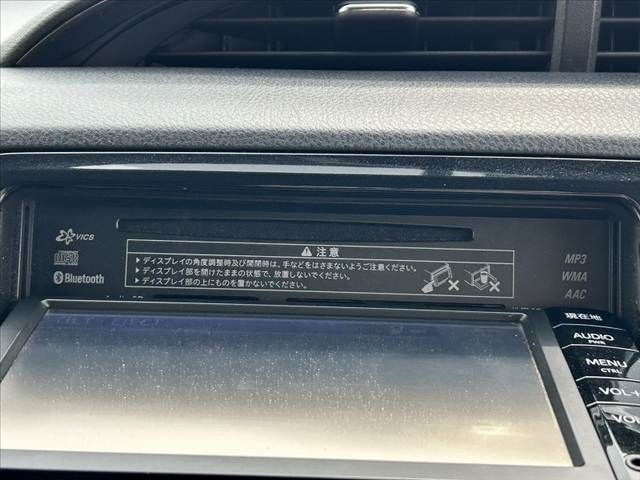 VICS
Bluetooth
注意
▶ディスプレイの角度調整時及び開閉時は、手などをはさまないようご注意ください。
▶ディスプレイ部を開けたままの状態で、放置しないでください。
▶ディスプレイ部の上にものを置かないでください。
MP3
WMA
AAC
現在地
AUDIO
PWR
MENU
CTRL
VOL+